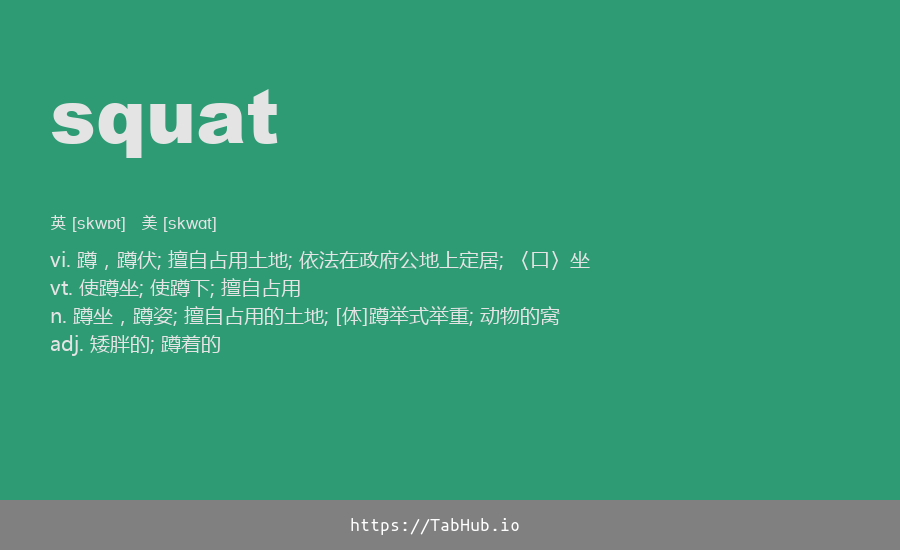 squat
英 [skwɒt] 美 [skwɑt]
vi. 蹲，蹲伏; 擅自占用土地; 依法在政府公地上定居; 〈口〉坐
vt. 使蹲坐; 使蹲下; 擅自占用
n. 蹲坐，蹲姿; 擅自占用的土地; [体]蹲举式举重; 动物的窝
adj. 矮胖的; 蹲着的
https://TabHub.io